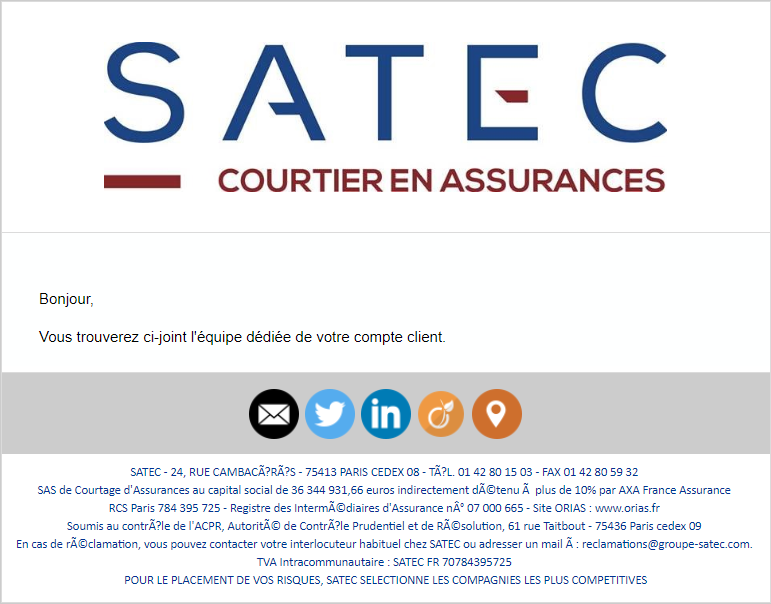 SATEC
COURTIER EN ASSURANCES
Bonjour,
Vous trouverez ci-joint l'équipe dédiée de votre compte client.
in
SATEC - 24, RUE CAMBACÃ?RÃ?S - 75413 PARIS CEDEX 08 - TÃ?L. 01 42 80 15 03 - FAX 01 42 80 59 32
SAS de Courtage d'Assurances au capital social de 36 344 931,66 euros indirectement dÃ©tenu Ã  plus de 10% par AXA France Assurance
RCS Paris 784 395 725 - Registre des IntermÃ©diaires d'Assurance nÂ° 07 000 665 - Site ORIAS : www.orias.fr
Soumis au contrÃ?le de l'ACPR, AutoritÃ© de ContrÃ?le Prudentiel et de RÃ©solution, 61 rue Taitbout - 75436 Paris cedex 09
En cas de rÃ©clamation, vous pouvez contacter votre interlocuteur habituel chez SATEC ou adresser un mail Ã : reclamations@groupe-satec.com.
TVA Intracommunautaire : SATEC FR 70784395725
POUR LE PLACEMENT DE VOS RISQUES, SATEC SELECTIONNE LES COMPAGNIES LES PLUS COMPETITIVES